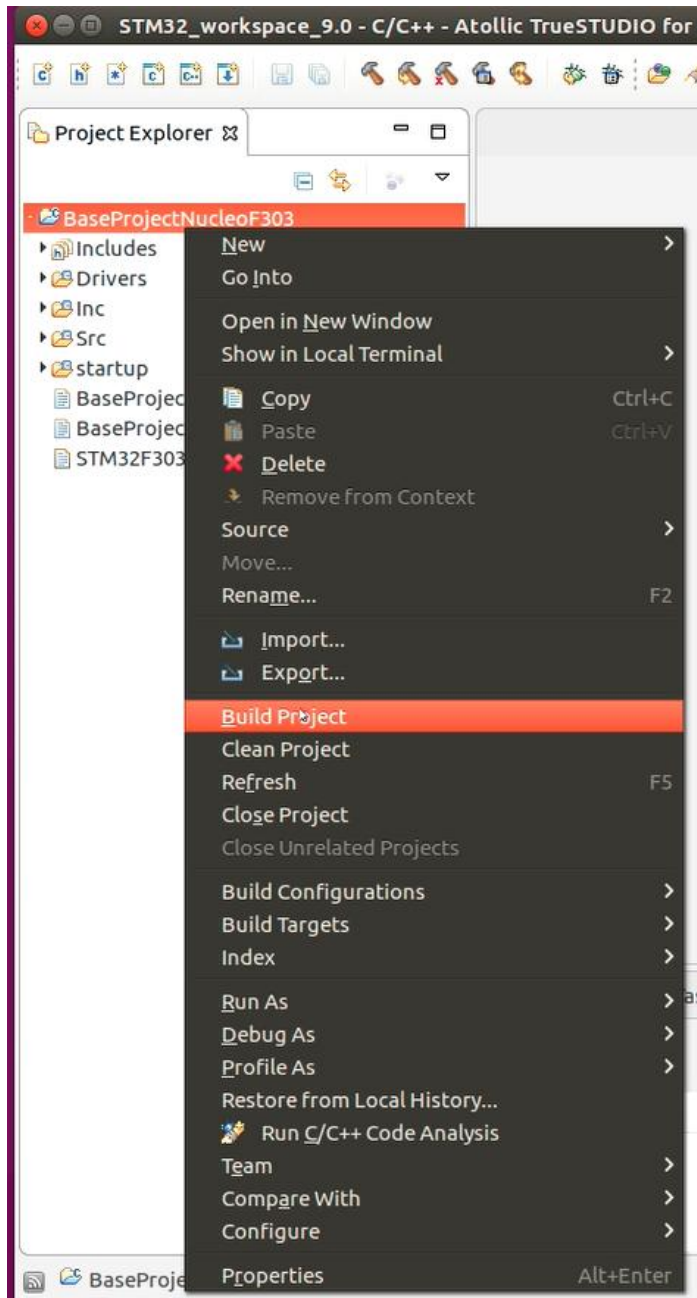 STM32_workspace_9.0 - C/C++ - Atollic TrueSTUDIO for
Project Explorer
BaseProjectNucleoF303
Includes
Drivers
Inc
Src
startup
BaseProjec
BaseProjec
STM32F303
New
Go Into
Open in New Window
Show in Local Terminal
Copy Ctrl+C
Paste Ctrl+V
Delete
Remove from Context
Source
Move...
Rename... F2
Import...
Export...
Build Project
Clean Project
Refresh F5
Close Project
Close Unrelated Projects
Build Configurations
Build Targets
Index
Run As
Debug As
Profile As
Restore from Local History...
Run C/C++ Code Analysis
Team
Compare With
Configure
Properties Alt+Enter
BaseProje